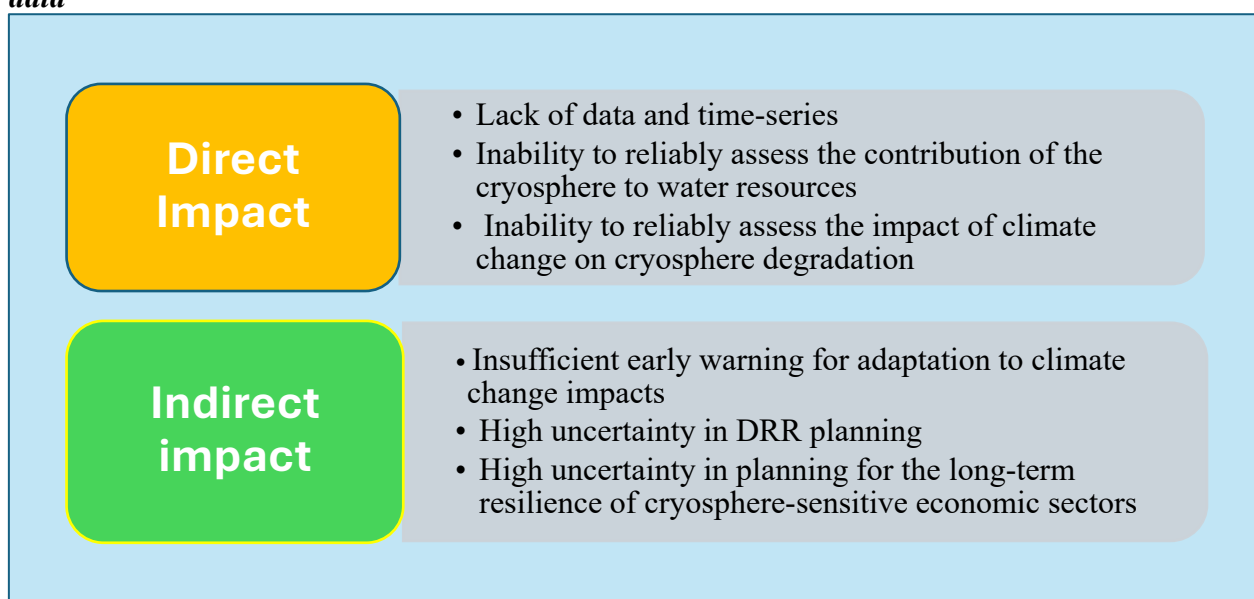 data
Direct
Impact
• Lack of data and time-series
• Inability to reliably assess the contribution of the
cryosphere to water resources
• Inability to reliably assess the impact of climate
change on cryosphere degradation
Indirect
impact
• Insufficient early warning for adaptation to climate
change impacts
• High uncertainty in DRR planning
• High uncertainty in planning for the long-term
resilience of cryosphere-sensitive economic sectors